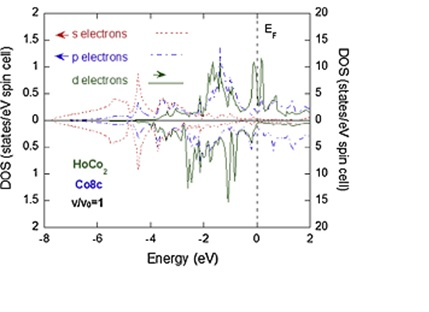 2 20
1.5 15
1 10
0.5 5
0 0
0.5 5
1 10
1.5 15
2 20
s electrons
p electrons
d electrons
E_F
HoCo₂
Co8c
v/v₀=1
-8 -6 -4 -2 0 2
Energy (eV)
DOS (states/eV spin cell)
DOS (states/eV spin cell)